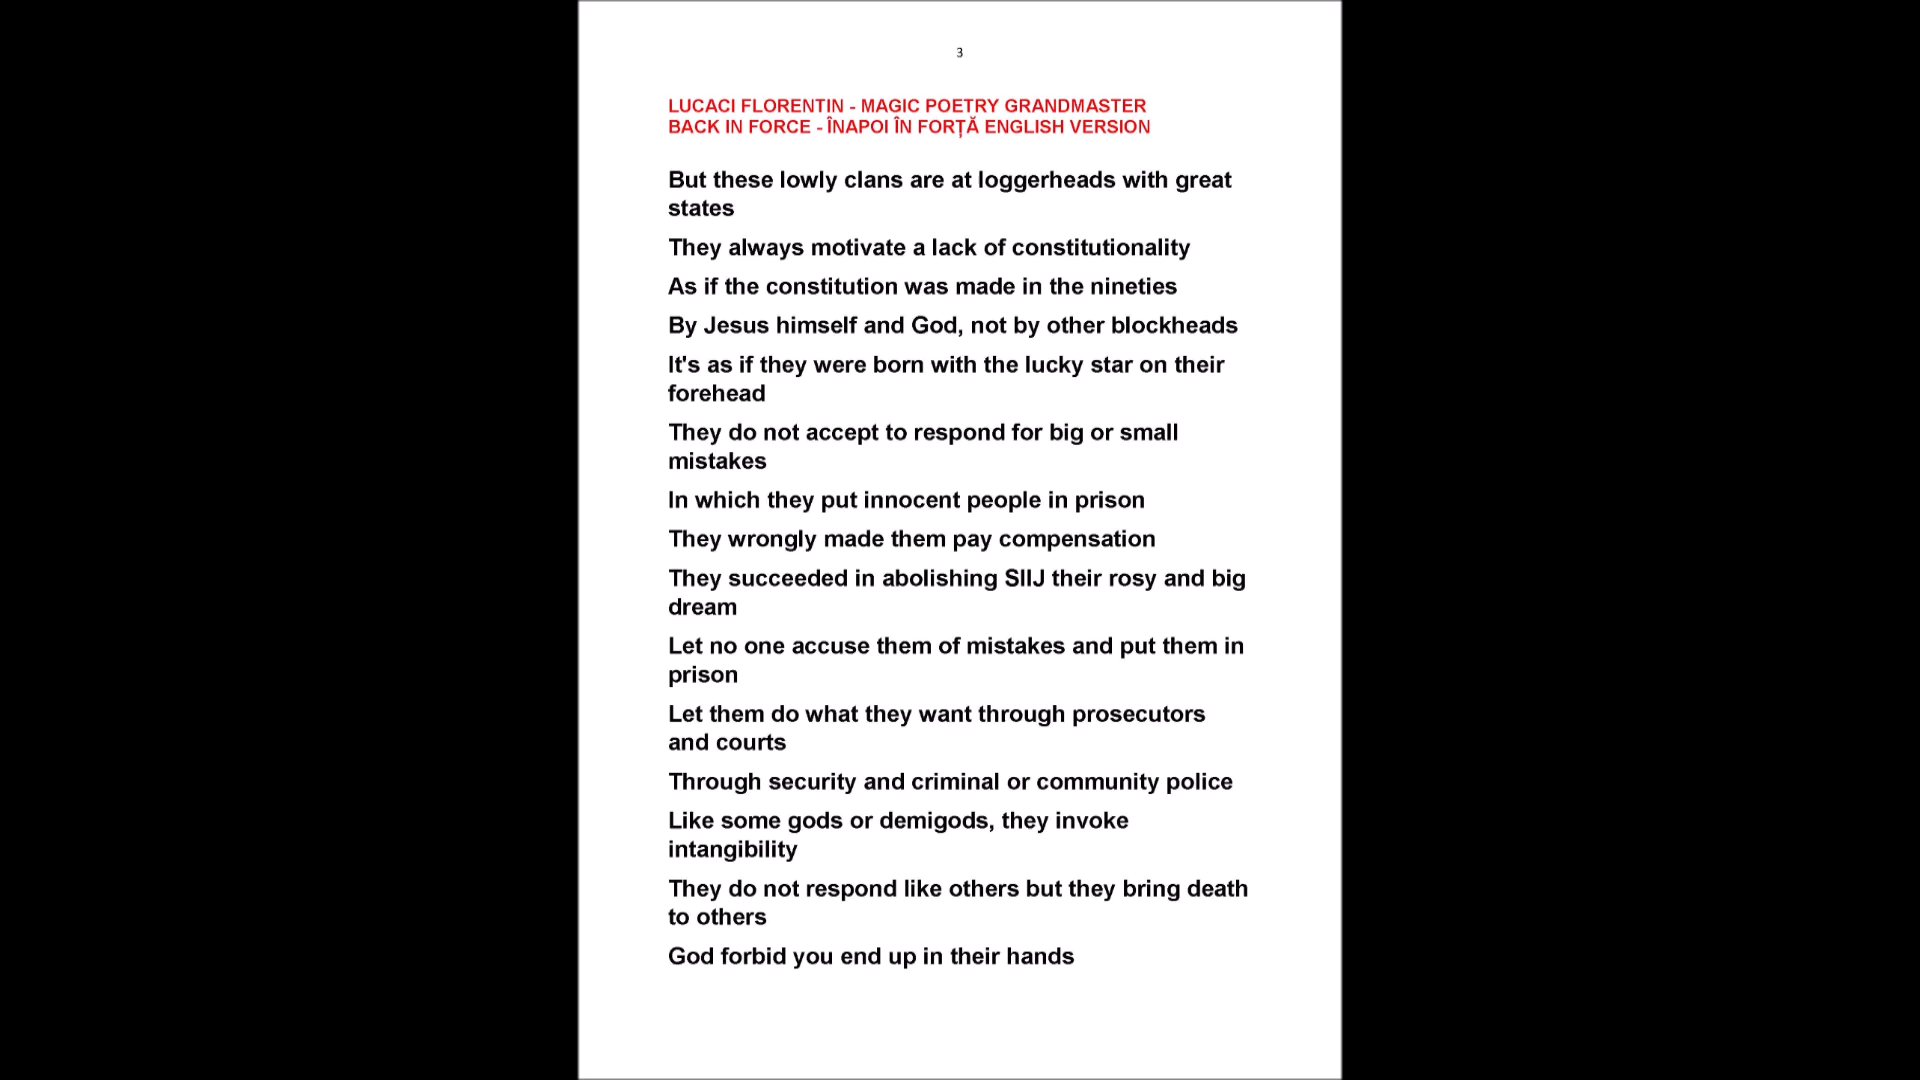 3
LUCACI FLORENTIN - MAGIC POETRY GRANDMASTER
BACK IN FORCE - ÎNAPOI ÎN FORȚĂ ENGLISH VERSION
But these lowly clans are at loggerheads with great
states
They always motivate a lack of constitutionality
As if the constitution was made in the nineties
By Jesus himself and God, not by other blockheads
It's as if they were born with the lucky star on their
forehead
They do not accept to respond for big or small
mistakes
In which they put innocent people in prison
They wrongly made them pay compensation
They succeeded in abolishing SIIJ their rosy and big
dream
Let no one accuse them of mistakes and put them in
prison
Let them do what they want through prosecutors
and courts
Through security and criminal or community police
Like some gods or demigods, they invoke
intangibility
They do not respond like others but they bring death
to others
God forbid you end up in their hands